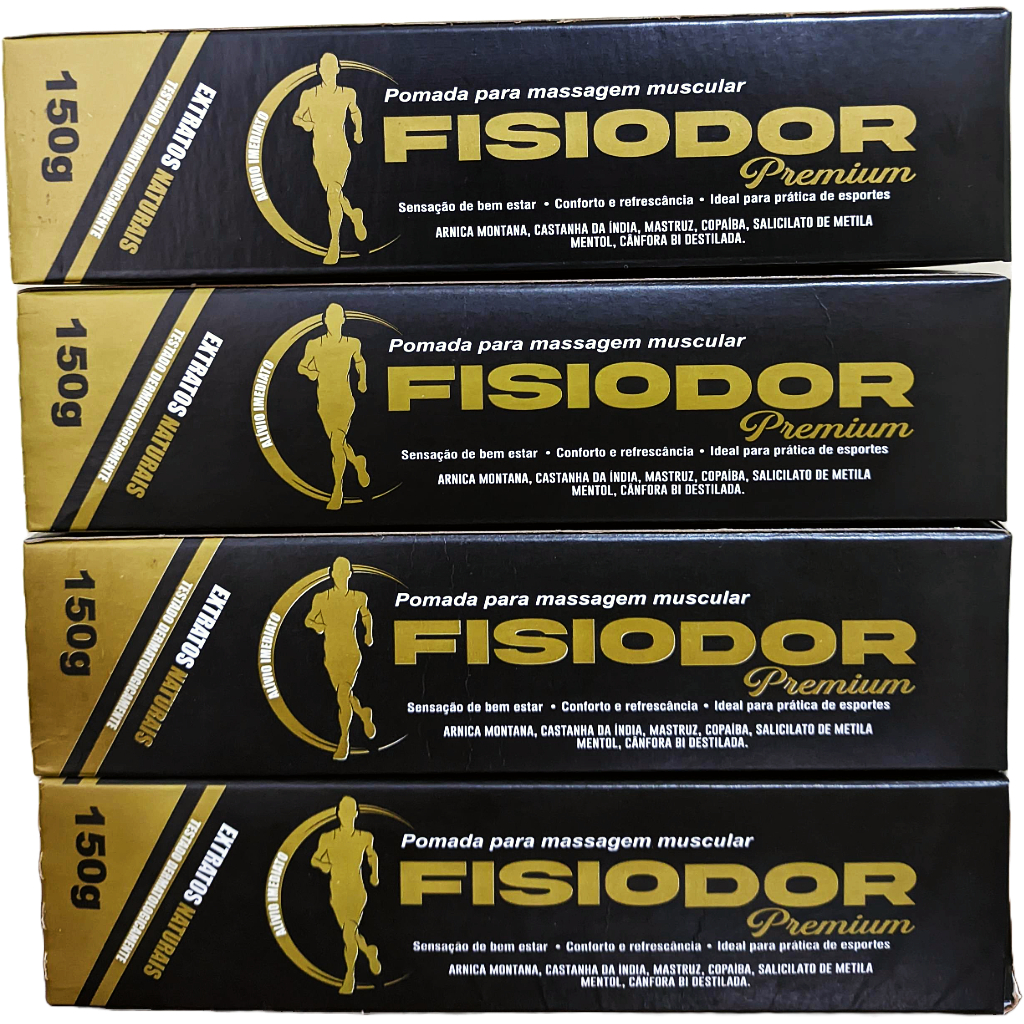 150g
EXTRATOS NATURAIS
TESTADO DERMATOLOGICAMENTE
ALIVIO IMEDIATO
Pomada para massagem muscular
FISIODOR
Premium
Sensação de bem estar • Conforto e refrescância • Ideal para prática de esportes
ARNICA MONTANA, CASTANHA DA ÍNDIA, MASTRUZ, COPAÍBA, SALICILATO DE METILA
MENTOL, CÂNFORA BI DESTILADA.
150g
EXTRATOS NATURAIS
TESTADO DERMATOLOGICAMENTE
ALIVIO IMEDIATO
Pomada para massagem muscular
FISIODOR
Premium
Sensação de bem estar • Conforto e refrescância • Ideal para prática de esportes
ARNICA MONTANA, CASTANHA DA ÍNDIA, MASTRUZ, COPAÍBA, SALICILATO DE METILA
MENTOL, CÂNFORA BI DESTILADA.
150g
EXTRATOS NATURAIS
TESTADO DERMATOLOGICAMENTE
ALIVIO IMEDIATO
Pomada para massagem muscular
FISIODOR
Premium
Sensação de bem estar • Conforto e refrescância • Ideal para prática de esportes
ARNICA MONTANA, CASTANHA DA ÍNDIA, MASTRUZ, COPAÍBA, SALICILATO DE METILA
MENTOL, CÂNFORA BI DESTILADA.
150g
EXTRATOS NATURAIS
TESTADO DERMATOLOGICAMENTE
ALIVIO IMEDIATO
Pomada para massagem muscular
FISIODOR
Premium
Sensação de bem estar • Conforto e refrescância • Ideal para prática de esportes
ARNICA MONTANA, CASTANHA DA ÍNDIA, MASTRUZ, COPAÍBA, SALICILATO DE METILA
MENTOL, CÂNFORA BI DESTILADA.